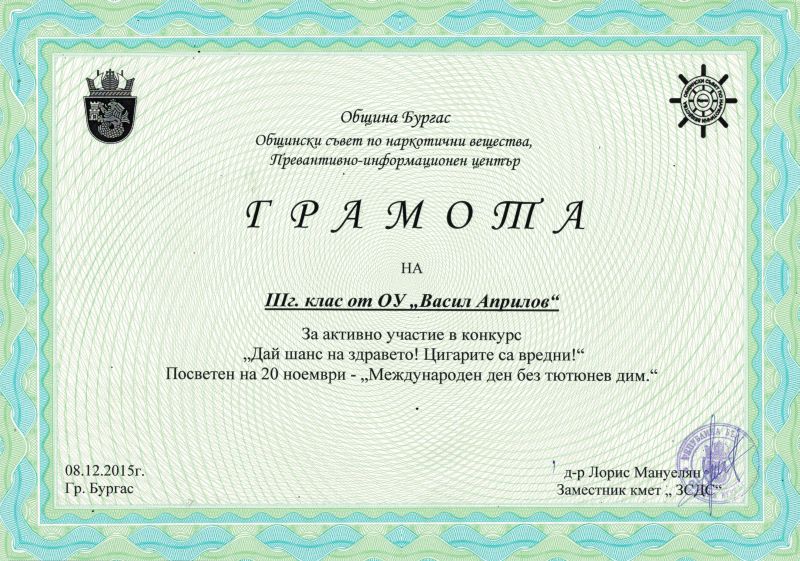 Община Бургас
Общински съвет по наркотични вещества,
Превантивно-информационен център
ГРАМОТА
НА
IIIг. клас от ОУ „Васил Априлов“
За активно участие в конкурс
„Дай шанс на здравето! Цигарите са вредни!“
Посветен на 20 ноември - „Международен ден без тютюнев дим.“
08.12.2015г.
Гр. Бургас
д-р Лорис Мануелян
Заместник кмет „ ЗСДС“